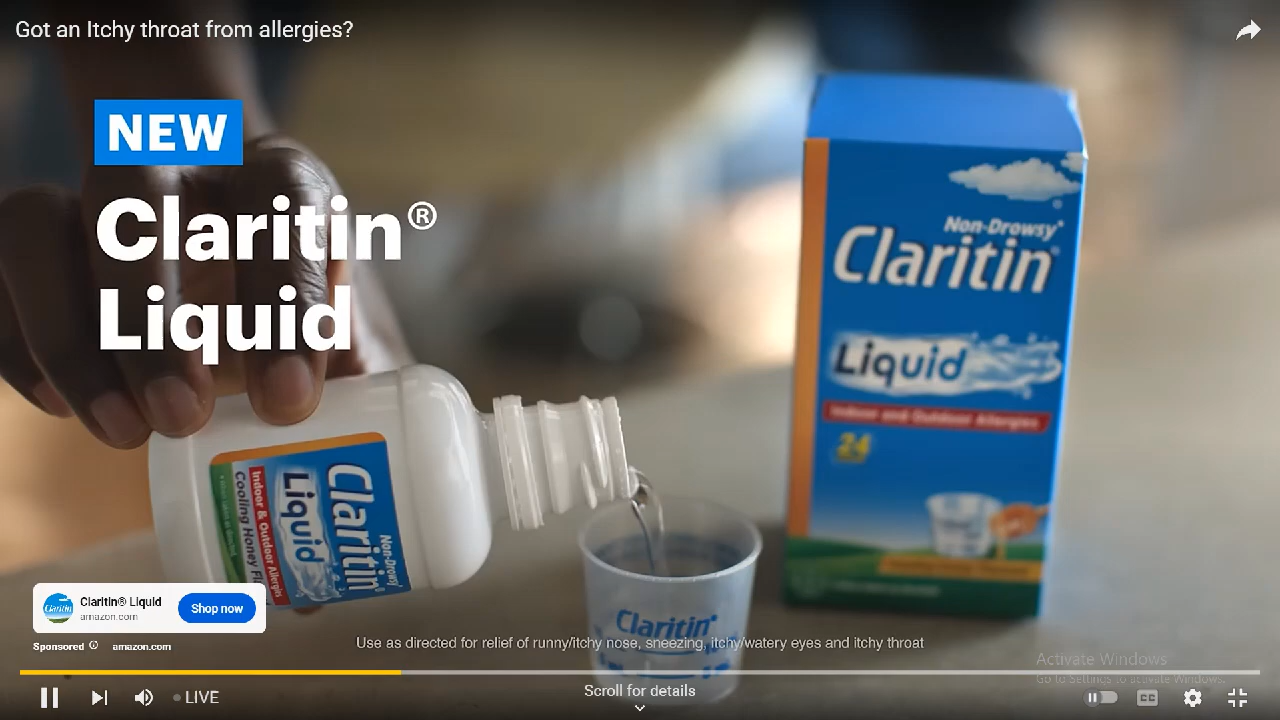 Got an Itchy throat from allergies?
NEW
Claritin®
Liquid
Non-Drowsy*
Claritin®
Liquid
Indoor and Outdoor Allergies
24
Non-Drowsy*
Claritin
Liquid
Indoor & Outdoor Allergies
Cooling Honey
Claritin®
Claritin
Claritin® Liquid
amazon.com
Shop now
Sponsored
amazon.com
Use as directed for relief of runny/itchy nose, sneezing, itchy/watery eyes and itchy throat
Activate Windows
Go to Settings to activate Windows.
LIVE
Scroll for details
CC